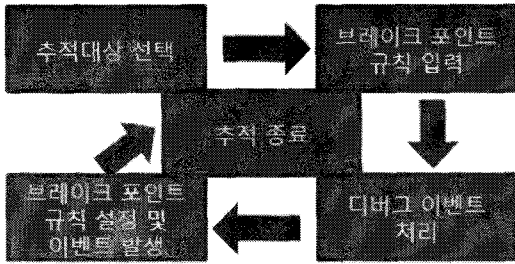 추적대상 선택
브레이크 포인트
규칙 입력
추적 종료
브레이크 포인트
규칙 설정 및
이벤트 발생
디버그 이벤트
처리